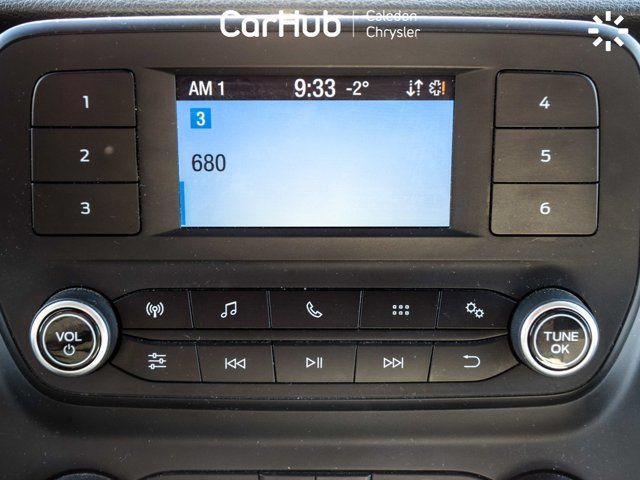 CarHub Caledon
Chrysler
AM 1 9:33 -2°
3
680
1
2
3
4
5
6
VOL
TUNE
OK